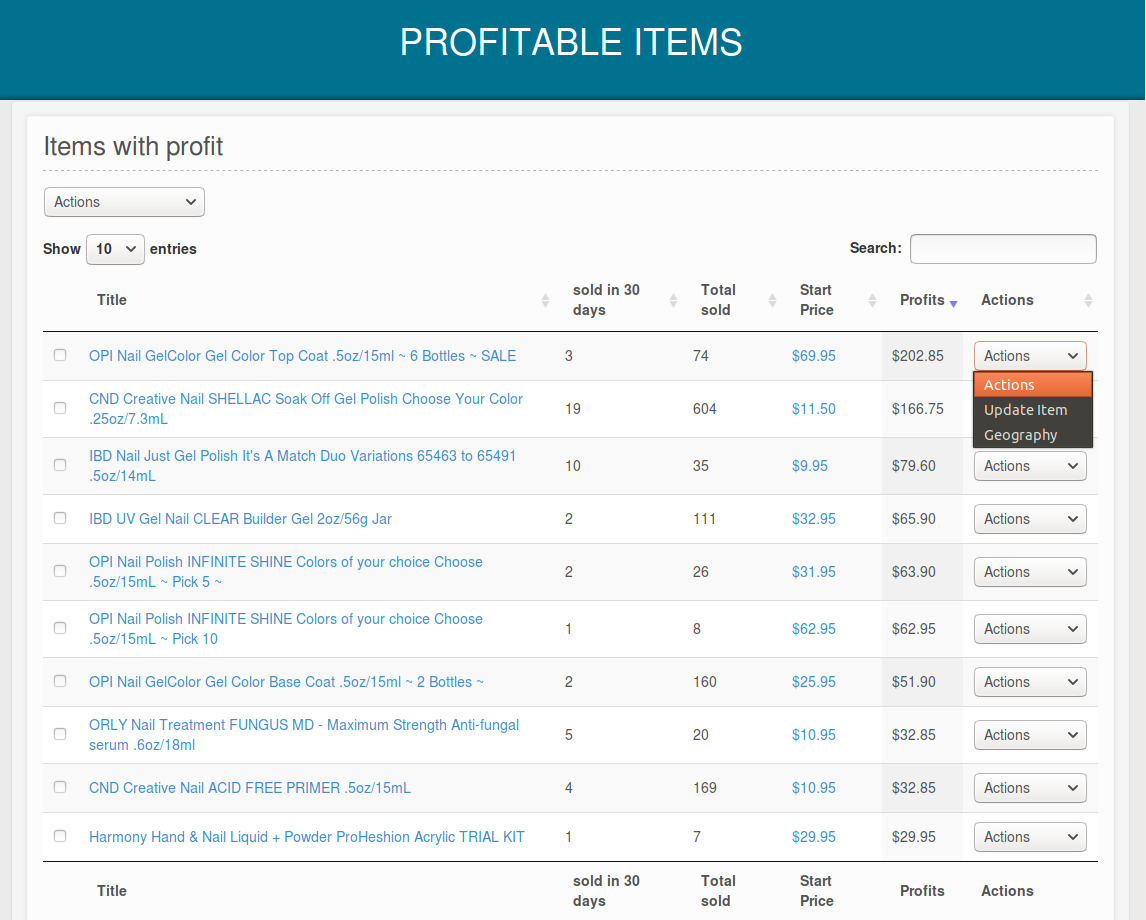 PROFITABLE ITEMS
Items with profit
Actions
Show 10 entries Search:
Title sold in 30 days Total sold Start Price Profits Actions
OPI Nail GelColor Gel Color Top Coat .5oz/15ml ~ 6 Bottles ~ SALE 3 74 $69.95 $202.85 Actions
Actions
Update Item
Geography
CND Creative Nail SHELLAC Soak Off Gel Polish Choose Your Color
.25oz/7.3mL 19 604 $11.50 $166.75
IBD Nail Just Gel Polish It's A Match Duo Variations 65463 to 65491
.5oz/14mL 10 35 $9.95 $79.60 Actions
IBD UV Gel Nail CLEAR Builder Gel 2oz/56g Jar 2 111 $32.95 $65.90 Actions
OPI Nail Polish INFINITE SHINE Colors of your choice Choose
.5oz/15mL ~ Pick 5 ~ 2 26 $31.95 $63.90 Actions
OPI Nail Polish INFINITE SHINE Colors of your choice Choose
.5oz/15mL ~ Pick 10 1 8 $62.95 $62.95 Actions
OPI Nail GelColor Gel Color Base Coat .5oz/15ml ~ 2 Bottles ~ 2 160 $25.95 $51.90 Actions
ORLY Nail Treatment FUNGUS MD - Maximum Strength Anti-fungal
serum .6oz/18ml 5 20 $10.95 $32.85 Actions
CND Creative Nail ACID FREE PRIMER .5oz/15mL 4 169 $10.95 $32.85 Actions
Harmony Hand & Nail Liquid + Powder ProHeshion Acrylic TRIAL KIT 1 7 $29.95 $29.95 Actions
Title sold in 30 days Total sold Start Price Profits Actions